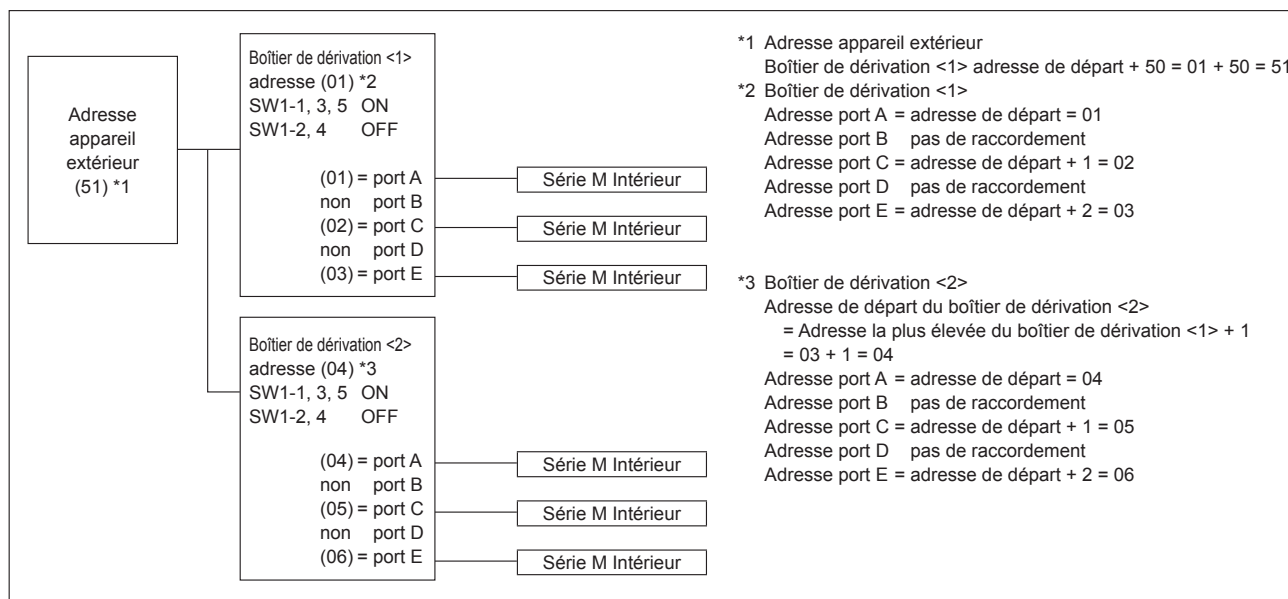 Adresse
appareil
extérieur
(51) *1
Boîtier de dérivation <1>
adresse (01) *2
SW1-1, 3, 5 ON
SW1-2, 4 OFF
(01) = port A
non port B
(02) = port C
non port D
(03) = port E
Série M Intérieur
Série M Intérieur
Série M Intérieur
Boîtier de dérivation <2>
adresse (04) *3
SW1-1, 3, 5 ON
SW1-2, 4 OFF
(04) = port A
non port B
(05) = port C
non port D
(06) = port E
Série M Intérieur
Série M Intérieur
Série M Intérieur
*1 Adresse appareil extérieur
Boîtier de dérivation <1> adresse de départ + 50 = 01 + 50 = 51
*2 Boîtier de dérivation <1>
Adresse port A = adresse de départ = 01
Adresse port B pas de raccordement
Adresse port C = adresse de départ + 1 = 02
Adresse port D pas de raccordement
Adresse port E = adresse de départ + 2 = 03
*3 Boîtier de dérivation <2>
Adresse de départ du boîtier de dérivation <2>
= Adresse la plus élevée du boîtier de dérivation <1> + 1
= 03 + 1 = 04
Adresse port A = adresse de départ = 04
Adresse port B pas de raccordement
Adresse port C = adresse de départ + 1 = 05
Adresse port D pas de raccordement
Adresse port E = adresse de départ + 2 = 06